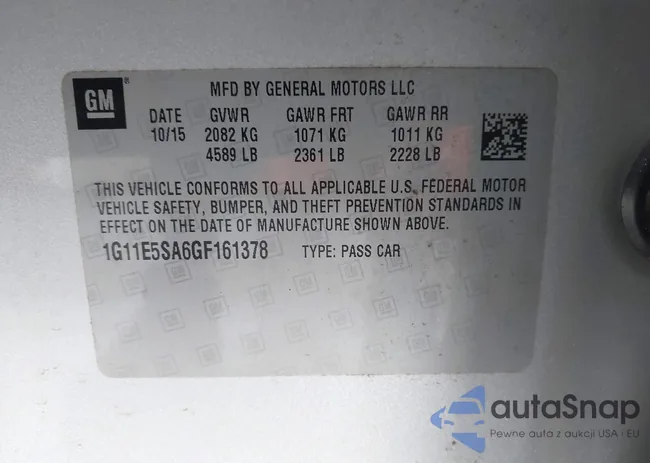 GM
®
MFD BY GENERAL MOTORS LLC
DATE GVWR GAWR FRT GAWR RR
10/15 2082 KG 1071 KG 1011 KG
4589 LB 2361 LB 2228 LB
THIS VEHICLE CONFORMS TO ALL APPLICABLE U.S. FEDERAL MOTOR
VEHICLE SAFETY, BUMPER, AND THEFT PREVENTION STANDARDS IN
EFFECT ON THE DATE OF MANUFACTURE SHOWN ABOVE.
1G11E5SA6GF161378 TYPE: PASS CAR
autaSnap
Pewne auta z aukcji USA i EU